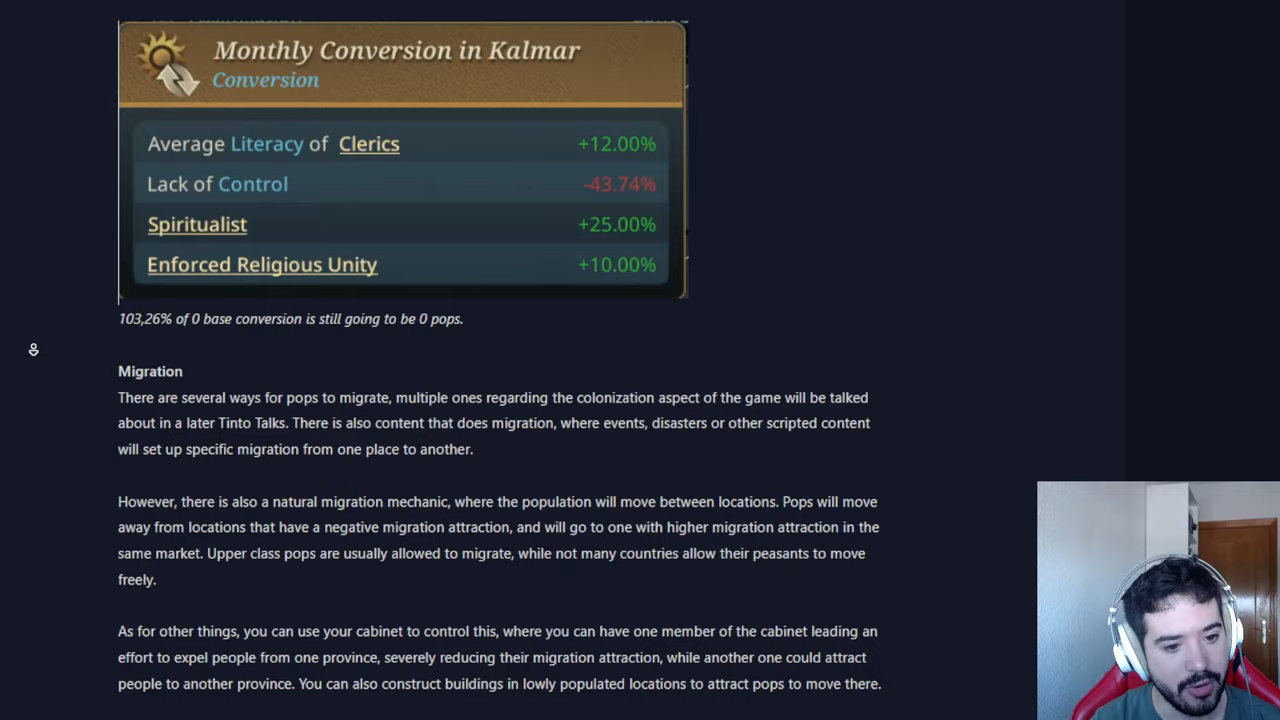 Monthly Conversion in Kalmar
Conversion
Average Literacy of Clerics +12.00%
Lack of Control -43.74%
Spiritualist +25.00%
Enforced Religious Unity +10.00%
103,26% of 0 base conversion is still going to be 0 pops.
Migration
There are several ways for pops to migrate, multiple ones regarding the colonization aspect of the game will be talked
about in a later Tinto Talks. There is also content that does migration, where events, disasters or other scripted content
will set up specific migration from one place to another.
However, there is also a natural migration mechanic, where the population will move between locations. Pops will move
away from locations that have a negative migration attraction, and will go to one with higher migration attraction in the
same market. Upper class pops are usually allowed to migrate, while not many countries allow their peasants to move
freely.
As for other things, you can use your cabinet to control this, where you can have one member of the cabinet leading an
effort to expel people from one province, severely reducing their migration attraction, while another one could attract
people to another province. You can also construct buildings in lowly populated locations to attract pops to move there.